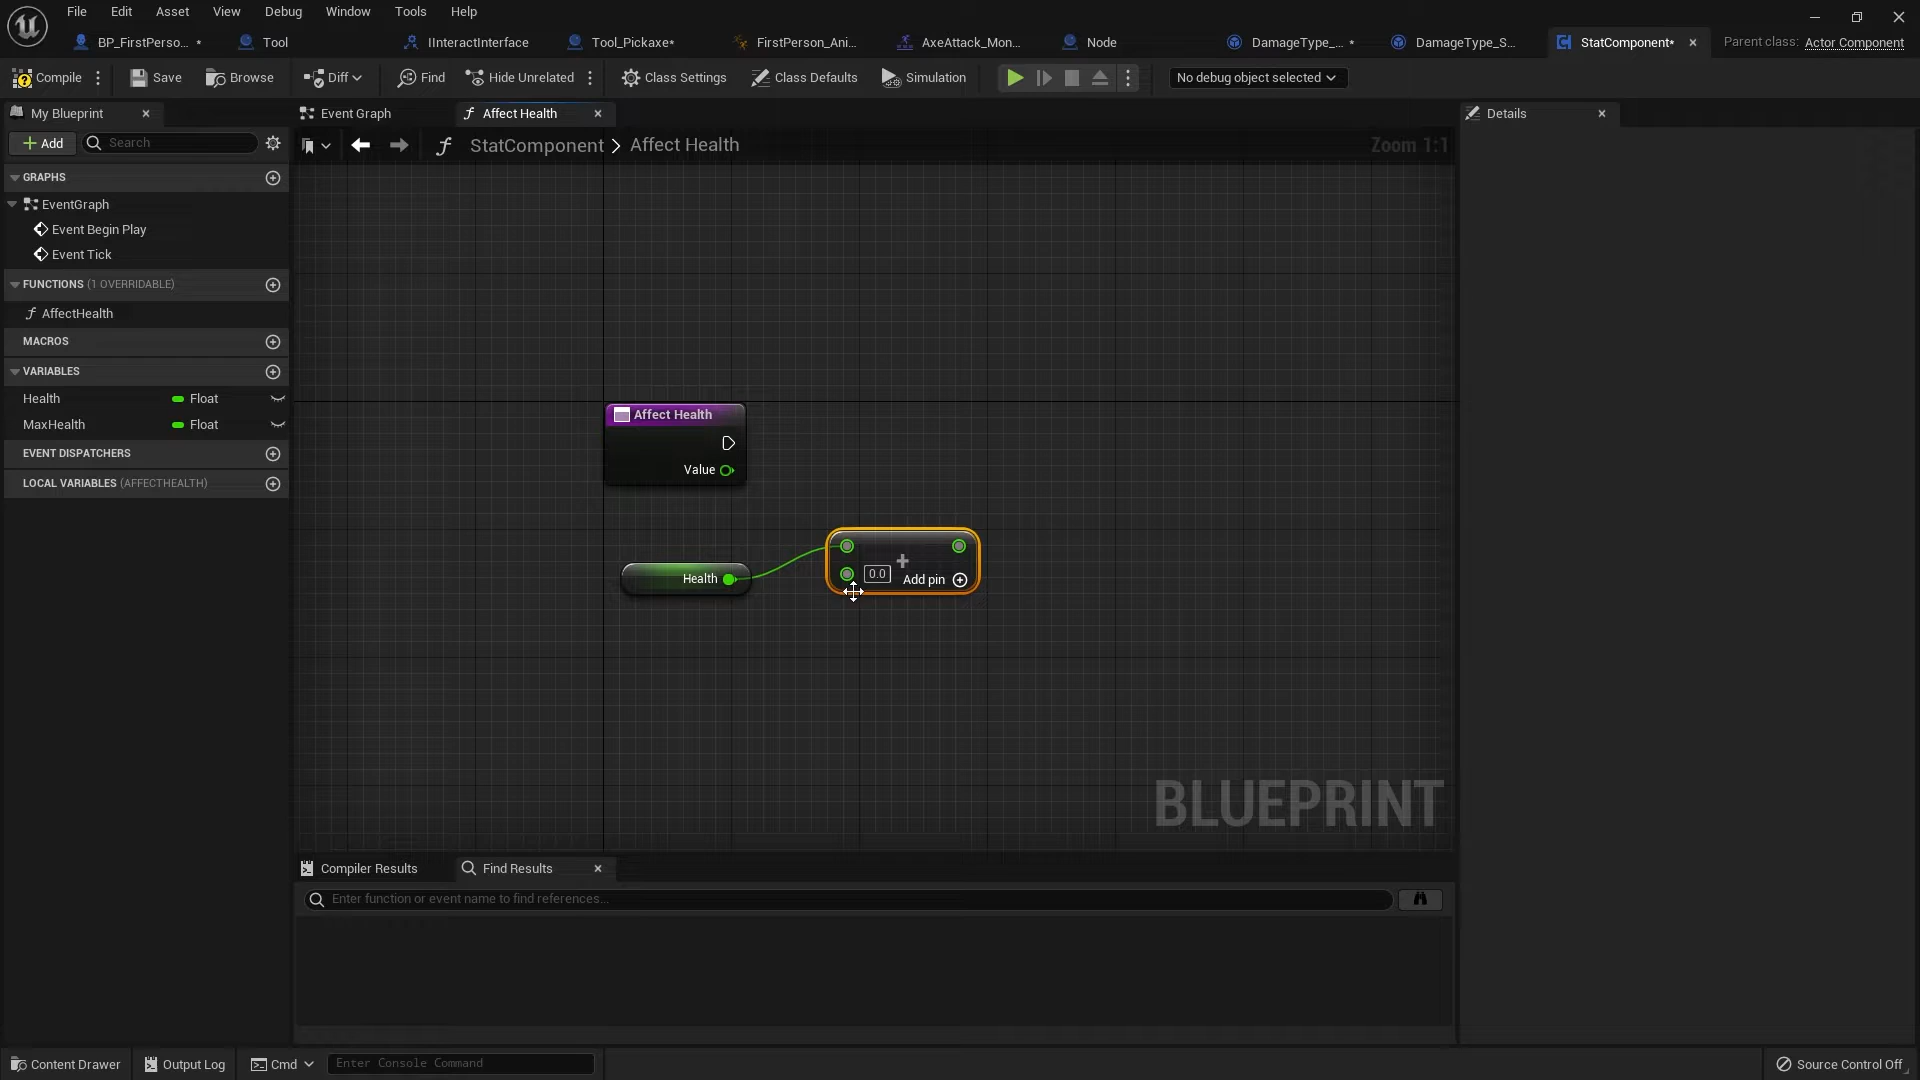 File Edit Asset View Debug Window Tools Help
BP_FirstPerso... * Tool IInteractInterface Tool_Pickaxe* FirstPerson_Ani... AxeAttack_Mon... Node DamageType_... * DamageType_S... StatComponent* Parent class: Actor Component
Compile Save Browse Diff Find Hide Unrelated Class Settings Class Defaults Simulation No debug object selected
My Blueprint Event Graph Affect Health Details
Add Search StatComponent > Affect Health Zoom 1:1
GRAPHS
EventGraph
Event Begin Play
Event Tick
FUNCTIONS (1 OVERRIDABLE)
AffectHealth
MACROS
VARIABLES
Health Float
MaxHealth Float
EVENT DISPATCHERS
LOCAL VARIABLES (AFFECTHEALTH)
Affect Health
Value
Health
0.0 Add pin
BLUEPRINT
Compiler Results Find Results
Enter function or event name to find references...
Content Drawer Output Log Cmd Enter Console Command Source Control Off